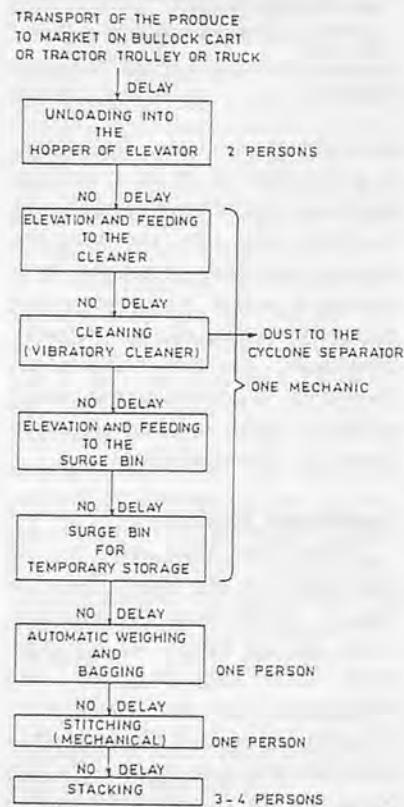 TRANSPORT OF THE PRODUCE
TO MARKET ON BULLOCK CART
OR TRACTOR TROLLEY OR TRUCK
DELAY
UNLOADING INTO
THE
HOPPER OF ELEVATOR
2 PERSONS
NO DELAY
ELEVATION AND FEEDING
TO THE
CLEANER
NO DELAY
CLEANING
(VIBRATORY CLEANER)
DUST TO THE
CYCLONE SEPARATOR
ONE MECHANIC
NO DELAY
ELEVATION AND FEEDING
TO THE
SURGE BIN
NO DELAY
SURGE BIN
FOR
TEMPORARY STORAGE
NO DELAY
AUTOMATIC WEIGHING
AND
BAGGING
ONE PERSON
NO DELAY
STITCHING
(MECHANICAL)
ONE PERSON
NO DELAY
STACKING
3-4 PERSONS